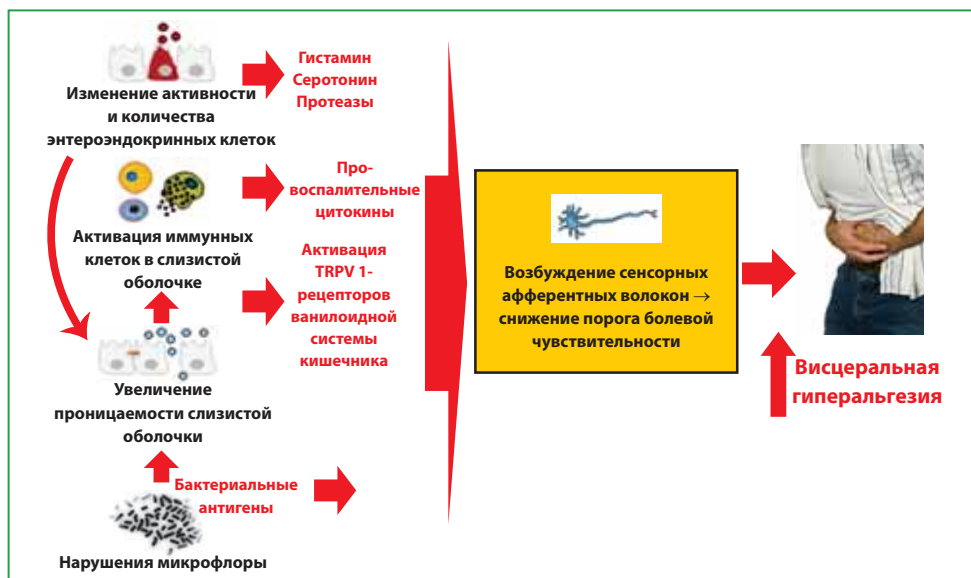 Изменение активности
и количества
энтероэндокринных клеток
Гистамин
Серотонин
Протеазы
Активация иммунных
клеток в слизистой
оболочке
Про-
воспалительные
цитокины
Активация
TRPV 1-
рецепторов
ванилоидной
системы
кишечника
Увеличение
проницаемости слизистой
оболочки
Бактериальные
антигены
Нарушения микрофлоры
Возбуждение сенсорных
афферентных волокон →
снижение порога болевой
чувствительности
Висцеральная
гиперальгезия